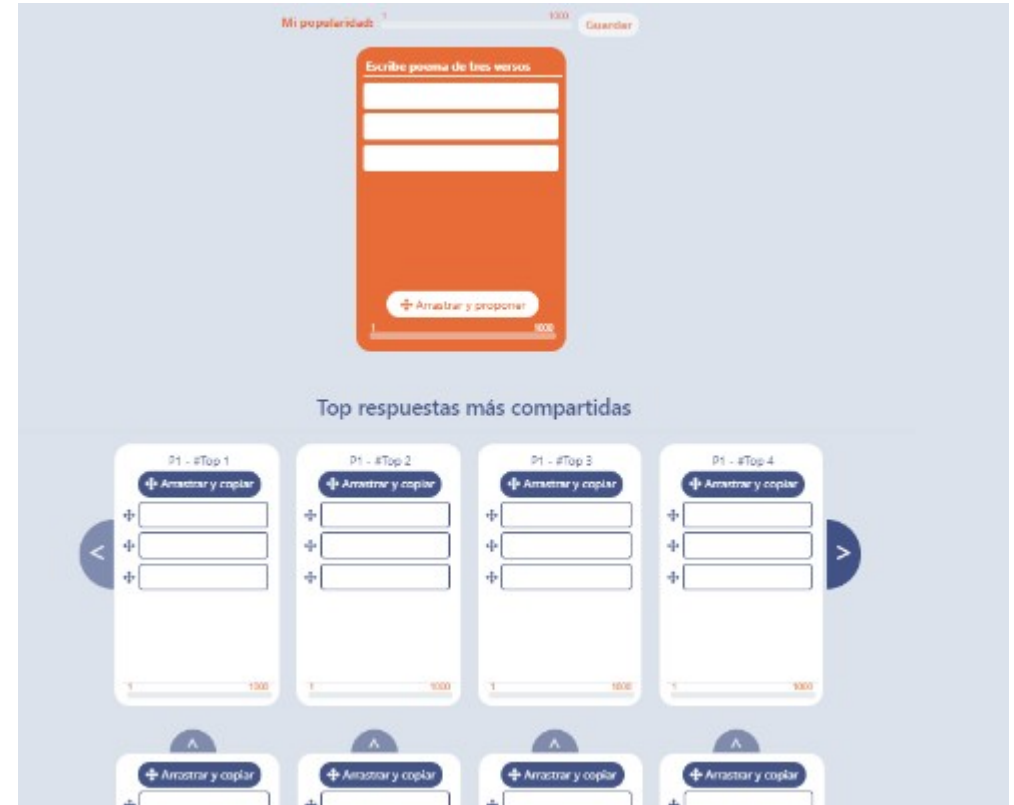 Mi popularidad: 1 1000 Guardar
Escribe poema de tres versos
Arrastrar y proponer
1 1000
Top respuestas más compartidas
P1 - #Top 1 P1 - #Top 2 P1 - #Top 3 P1 - #Top 4
Arrastrar y copiar Arrastrar y copiar Arrastrar y copiar Arrastrar y copiar
< >
1 1000 1 1000 1 1000 1 1000
^ ^ ^ ^
Arrastrar y copiar Arrastrar y copiar Arrastrar y copiar Arrastrar y copiar